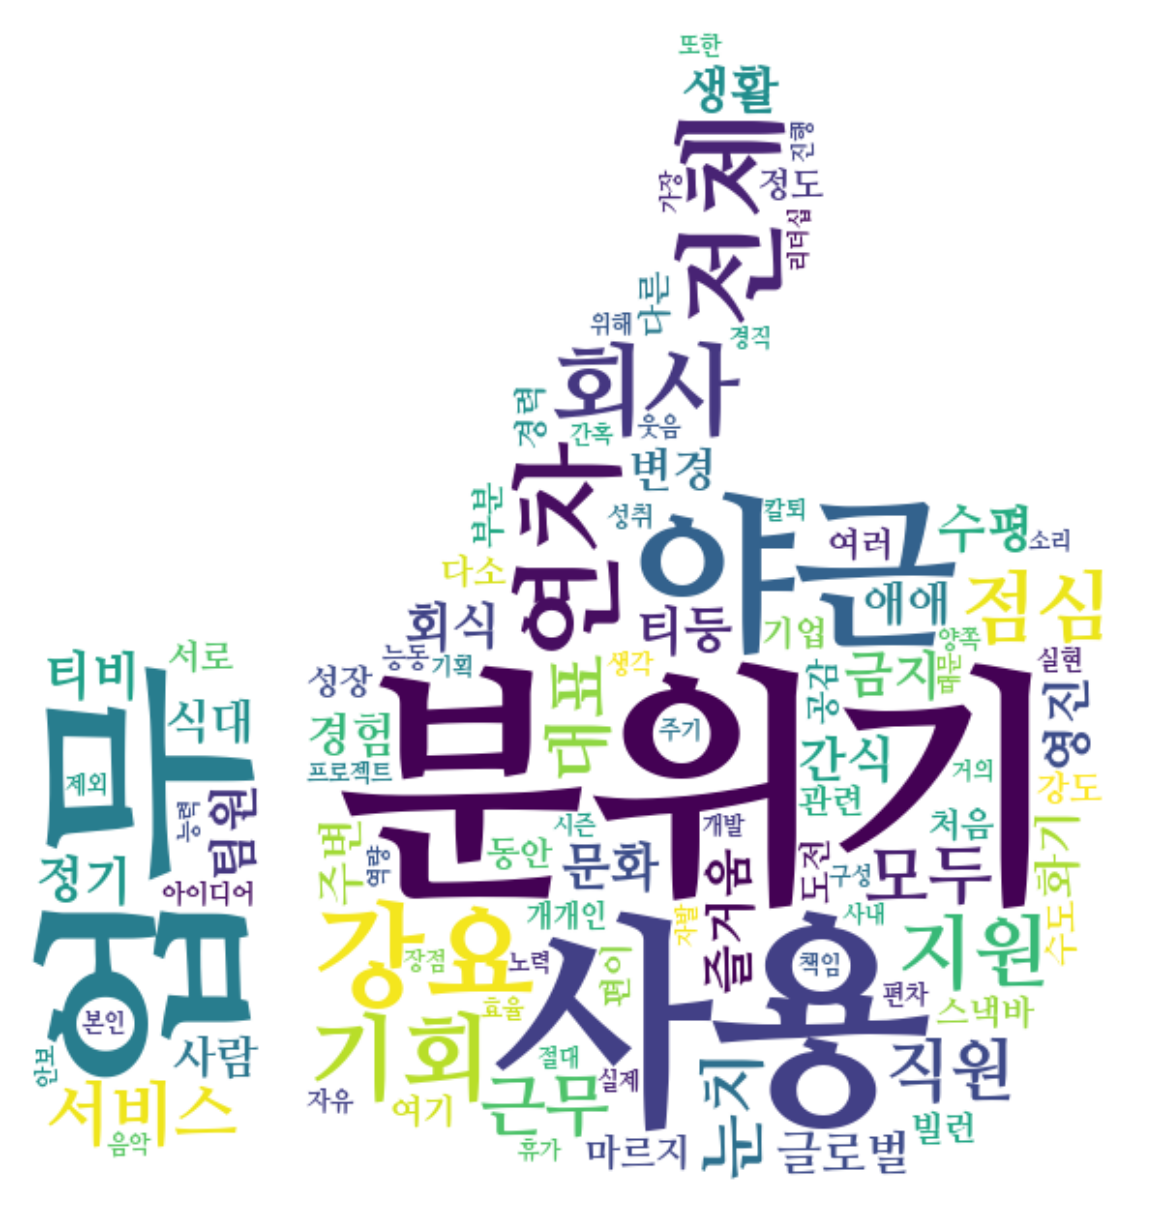 또한
생활
전체
진행
가장
정도
리더십
다른
위해
경직
회사
경력
간혹
웃음
연차
변경
부분
성취
칼퇴
야근
여러
수평
소리
다소
애애
점심
회식
티등
기업
양쪽
티비
서로
성장
능동
기획
생각
대표
공감
금지
때문
실현
업무
식대
경험
분위기
주기
간식
영진
제외
프로젝트
관련
거의
강도
능력
팀원
주변
시즌
개발
처음
화기
정기
역량
동안
문화
즐거움
도전
구성
모두
아이디어
강요
개개인
자발
사내
지원
수도
장점
노력
편이
사용
책임
편차
본인
효율
스낵바
사람
기회
절대
눈치
직원
안보
실제
서비스
자유
여기
근무
빌런
음악
휴가
마르지
글로벌